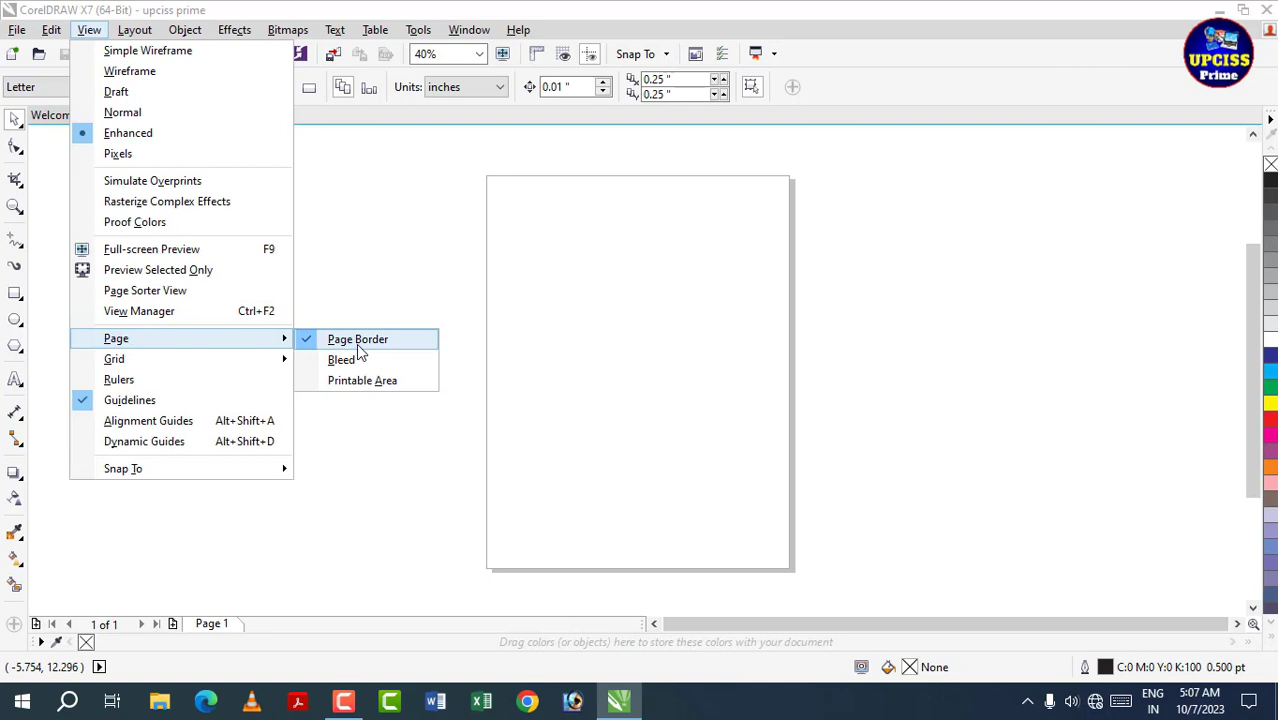 CorelDRAW X7 (64-Bit) - upciss prime
File Edit View Layout Object Effects Bitmaps Text Table Tools Window Help
40% Snap To
UPCISS
Prime
Letter Units: inches 0.01 " 0.25 "
0.25 "
Welcom
Simple Wireframe
Wireframe
Draft
Normal
Enhanced
Pixels
Simulate Overprints
Rasterize Complex Effects
Proof Colors
Full-screen Preview F9
Preview Selected Only
Page Sorter View
View Manager Ctrl+F2
Page
Page Border
Grid
Bleed
Rulers
Printable Area
Guidelines
Alignment Guides Alt+Shift+A
Dynamic Guides Alt+Shift+D
Snap To
1 of 1 Page 1
Drag colors (or objects) here to store these colors with your document
( -5.754, 12.296 ) None C:0 M:0 Y:0 K:100 0.500 pt
ENG 5:07 AM
IN 10/7/2023